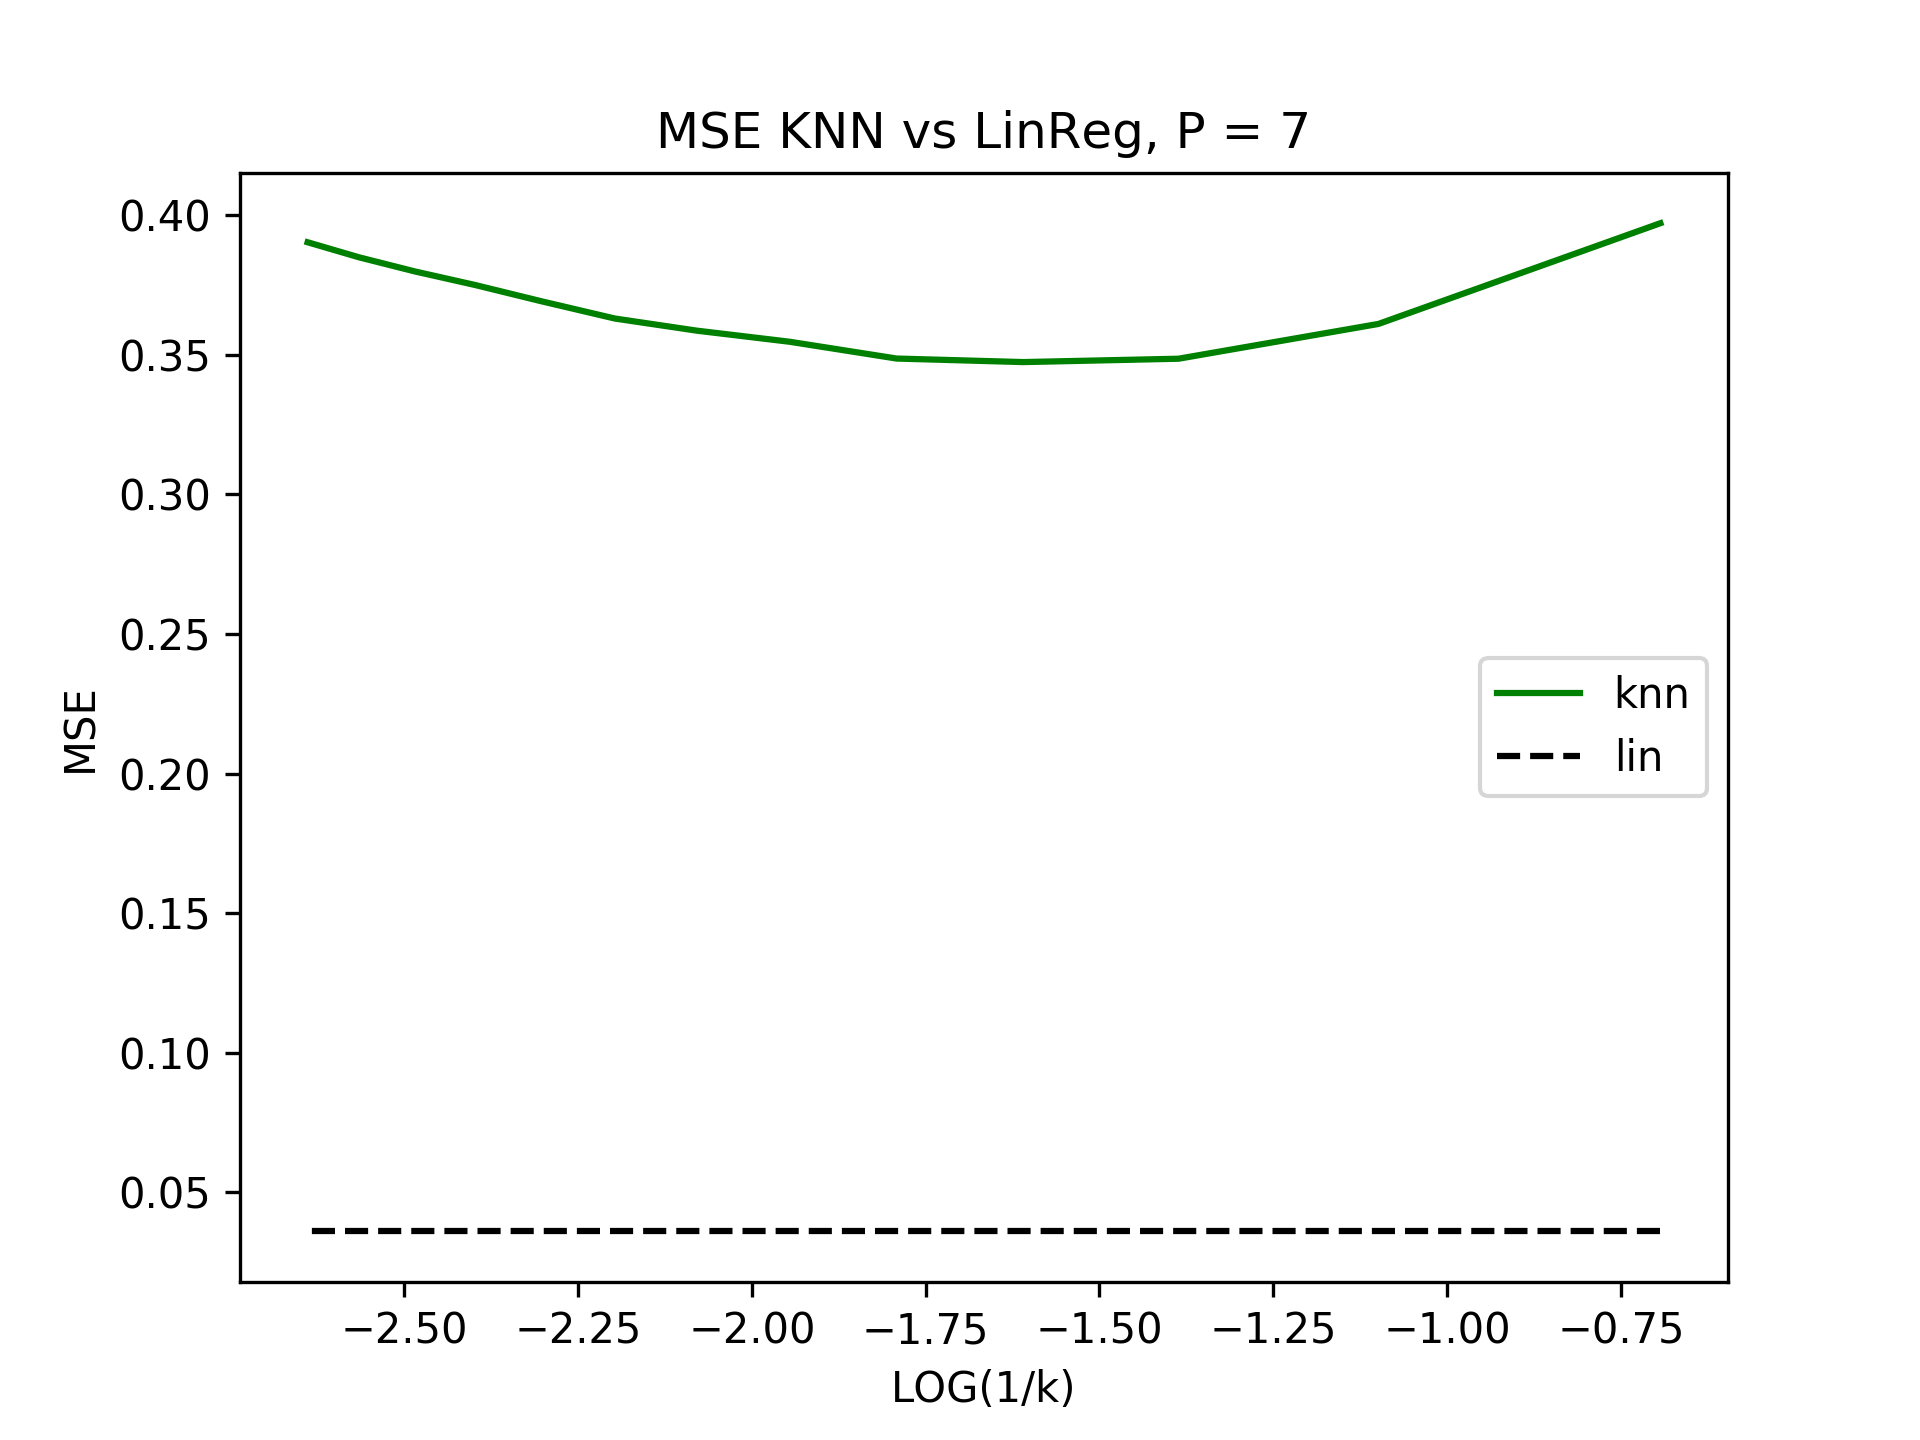 MSE KNN vs LinReg, P = 7
0.40
0.35
0.30
0.25
0.20
0.15
0.10
0.05
MSE
knn
lin
−2.50 −2.25 −2.00 −1.75 −1.50 −1.25 −1.00 −0.75
LOG(1/k)